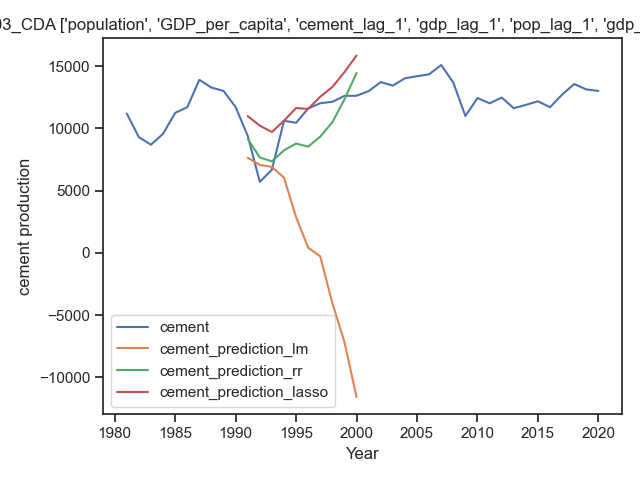 03_CDA ['population', 'GDP_per_capita', 'cement_lag_1', 'gdp_lag_1', 'pop_lag_1', 'gdp_
15000
10000
5000
0
−5000
−10000
cement production
cement
cement_prediction_lm
cement_prediction_rr
cement_prediction_lasso
1980 1985 1990 1995 2000 2005 2010 2015 2020
Year